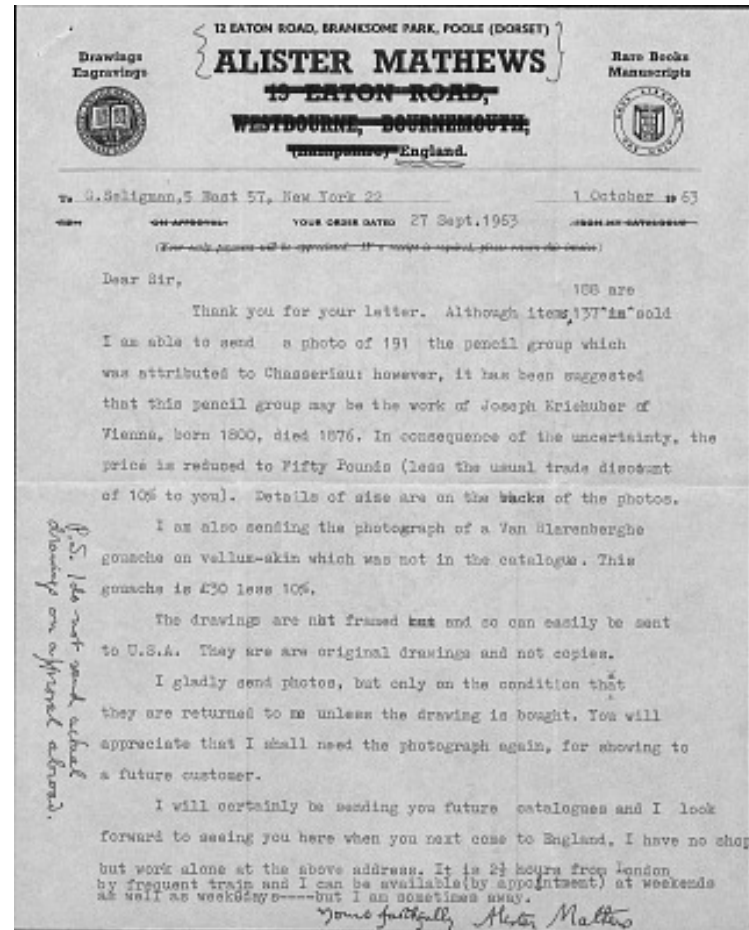 12 EATON ROAD, BRANKSOME PARK, POOLE (DORSET)
Drawings
Engravings
ALISTER MATHEWS
Rare Books
Manuscripts
13 EATON ROAD,
WESTBOURNE, BOURNEMOUTH,
(Hampshire) England.
To G.Seligman,5 East 57, New York 22 1 October 1963
ON APPROVAL YOUR ORDER DATED 27 Sept.1963 FROM MY CATALOGUE
Dear Sir,
188 are
Thank you for your letter. Although items,137 is sold
I am able to send a photo of 191 the pencil group which
was attributed to Chasseriau: however, it has been suggested
that this pencil group may be the work of Joseph Kriehuber of
Vienna, born 1800, died 1876. In consequence of the uncertainty, the
price is reduced to Fifty Pounds (less the usual trade discount
of 10% to you). Details of size are on the backs of the photos.
I am also sending the photograph of a Van Blarenberghe
gouache on vellum-skin which was not in the catalogue. This
gouache is £30 less 10%.
The drawings are not framed and so can easily be sent
to U.S.A. They are are original drawings and not copies.
I gladly send photos, but only on the condition that
they are returned to me unless the drawing is bought. You will
appreciate that I shall need the photograph again, for showing to
a future customer.
I will certainly be sending you future catalogues and I look
forward to seeing you here when you next come to England. I have no shop
but work alone at the above address. It is 2½ hours from London
by frequent train and I can be available(by appointment) at weekends
as well as weekdays----but I am sometimes away.
Yours faithfully Alister Mathews
P.S. I do not send actual
drawings on approval abroad.